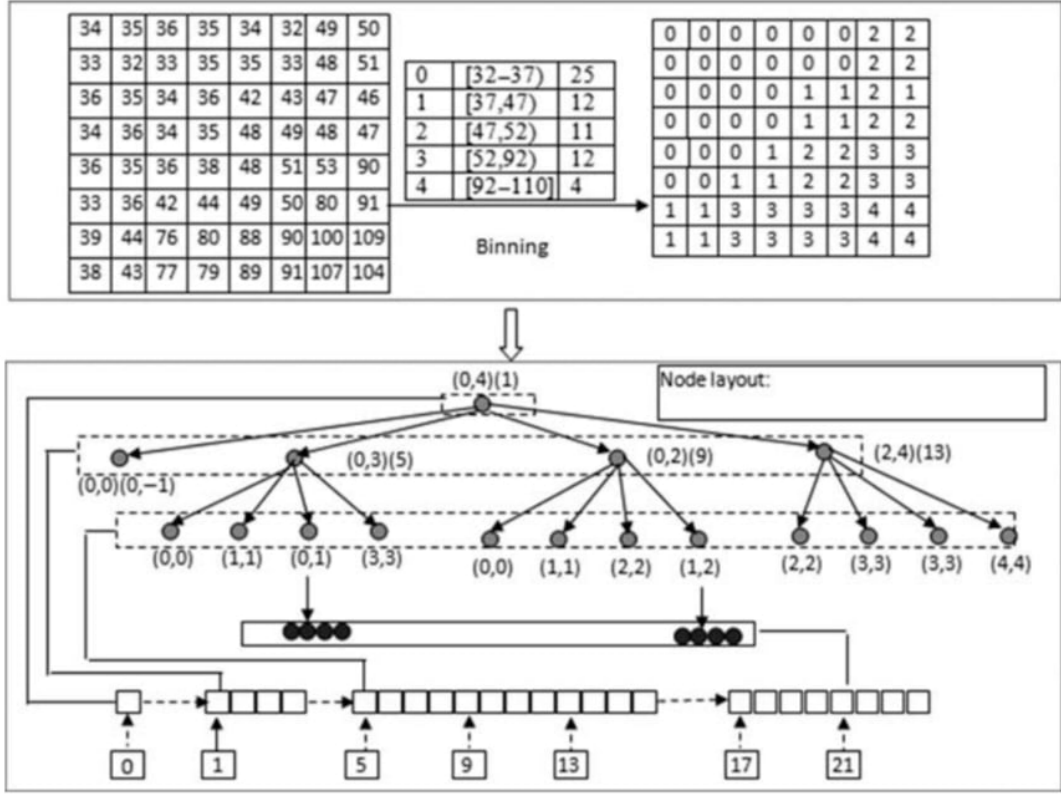 34 35 36 35 34 32 49 50
33 32 33 35 35 33 48 51
36 35 34 36 42 43 47 46
34 36 34 35 48 49 48 47
36 35 36 38 48 51 53 90
33 36 42 44 49 50 80 91
39 44 76 80 88 90 100 109
38 43 77 79 89 91 107 104
0 [32–37) 25
1 [37,47) 12
2 [47,52) 11
3 [52,92) 12
4 [92–110] 4
Binning
0 0 0 0 0 0 2 2
0 0 0 0 0 0 2 2
0 0 0 0 1 1 2 1
0 0 0 0 1 1 2 2
0 0 0 1 2 2 3 3
0 0 1 1 2 2 3 3
1 1 3 3 3 3 4 4
1 1 3 3 3 3 4 4
(0,4)(1)
Node layout:
(0,0)(0,−1)
(0,3)(5)
(0,2)(9)
(2,4)(13)
(0,0) (1,1) (0,1) (3,3)
(0,0) (1,1) (2,2) (1,2)
(2,2) (3,3) (3,3) (4,4)
0 1 5 9 13 17 21